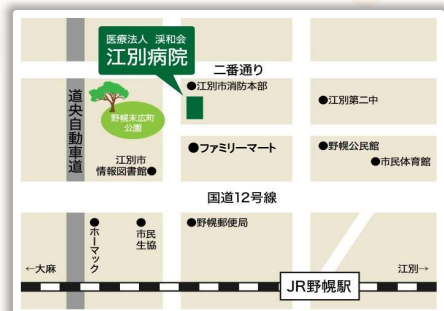 医療法人 渓和会
江別病院
二番通り
●江別市消防本部
道央自動車道
野幌末広町
公園
●江別第二中
●ファミリーマート
●野幌公民館
●市民体育館
江別市
情報図書館●
国道12号線
●ホーマック
●市民
生協
●野幌郵便局
←大麻
江別→
JR野幌駅